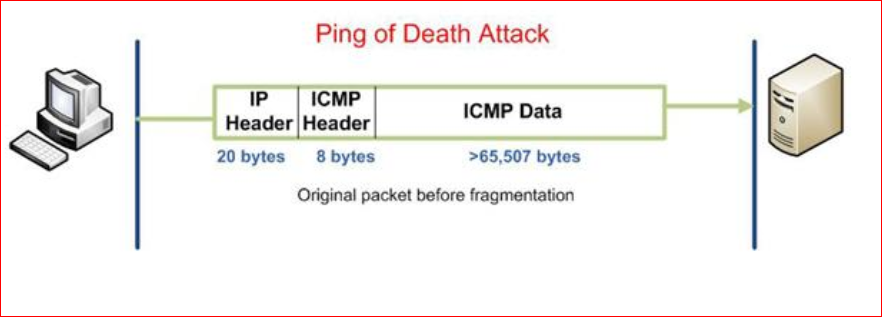 Ping of Death Attack
IP Header
ICMP Header
ICMP Data
20 bytes
8 bytes
>65,507 bytes
Original packet before fragmentation